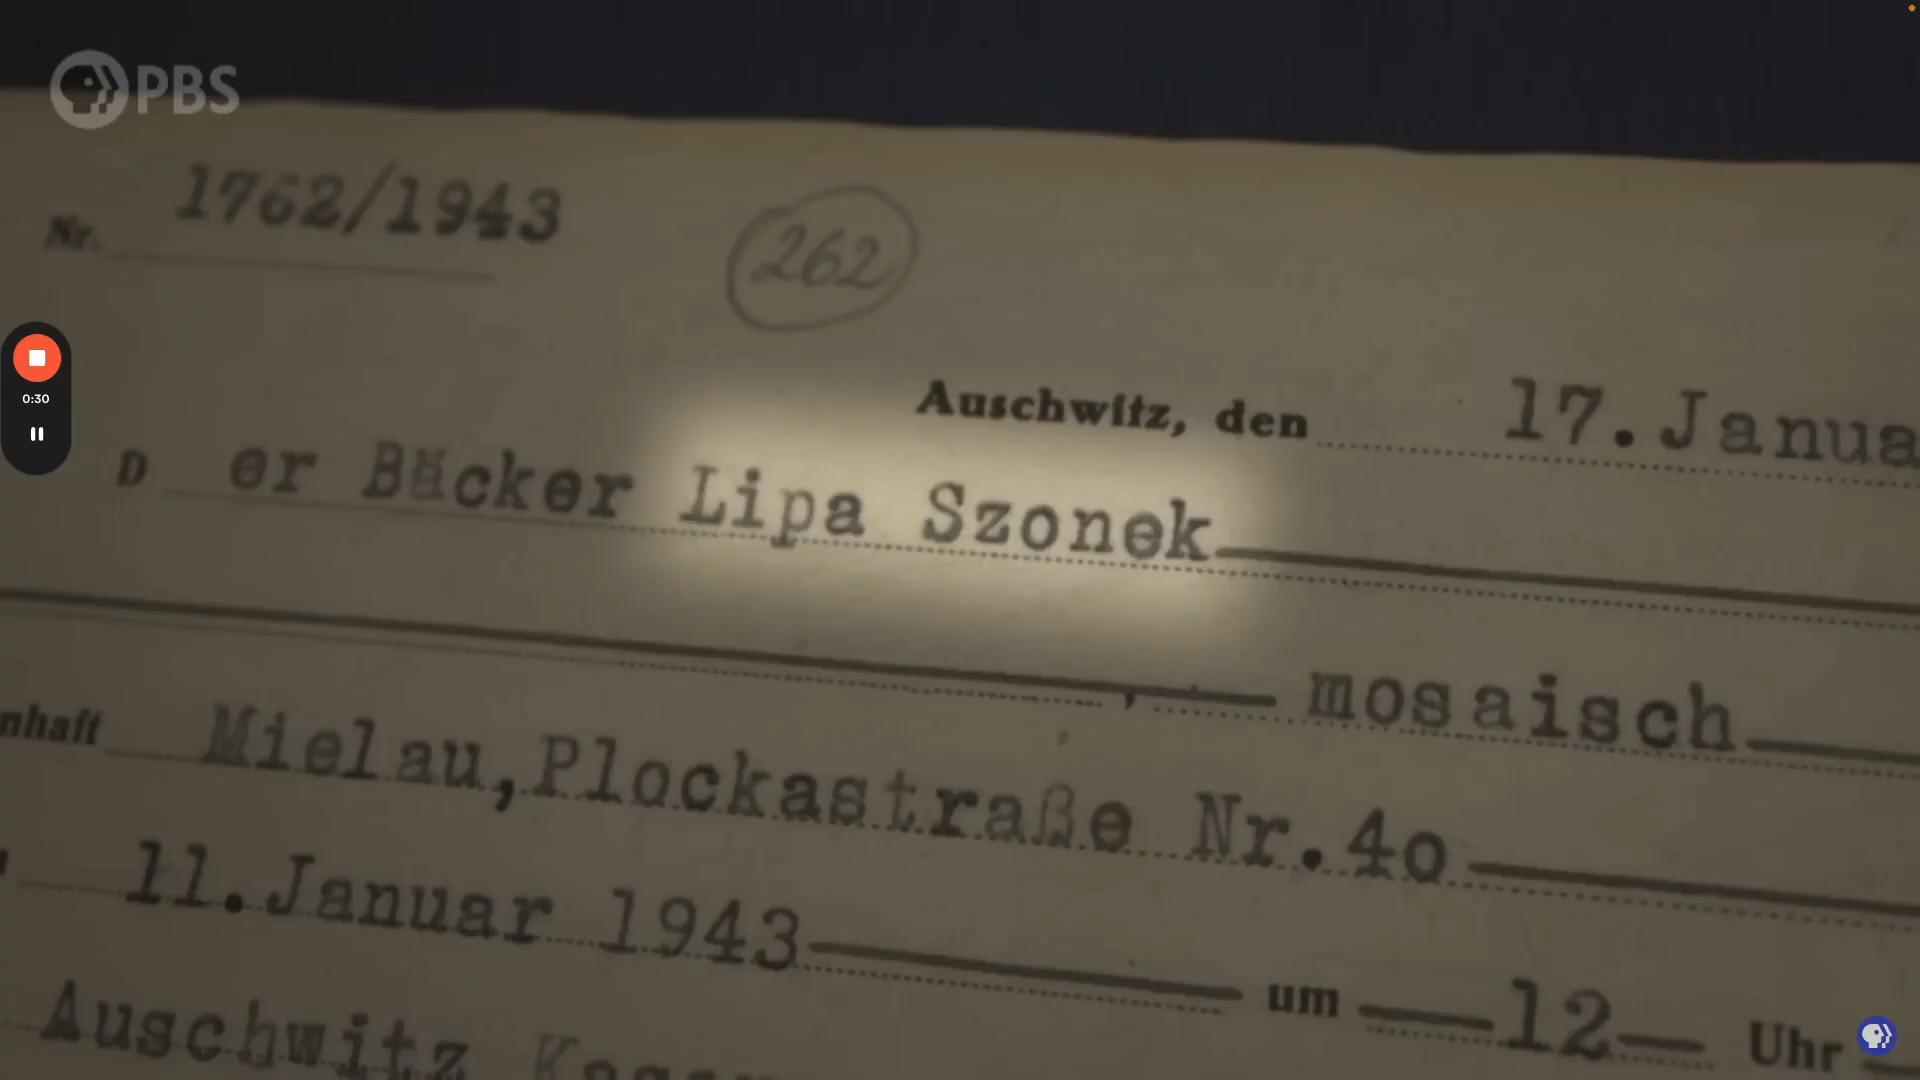 PBS
Nr. 1762/1943
262
Auschwitz, den 17. Janua
D er Bäcker Lipa Szonek
, mosaisch
nhaft Mielau, Plockastraße Nr. 40
11. Januar 1943 um 12 Uhr
Auschwitz
0:30